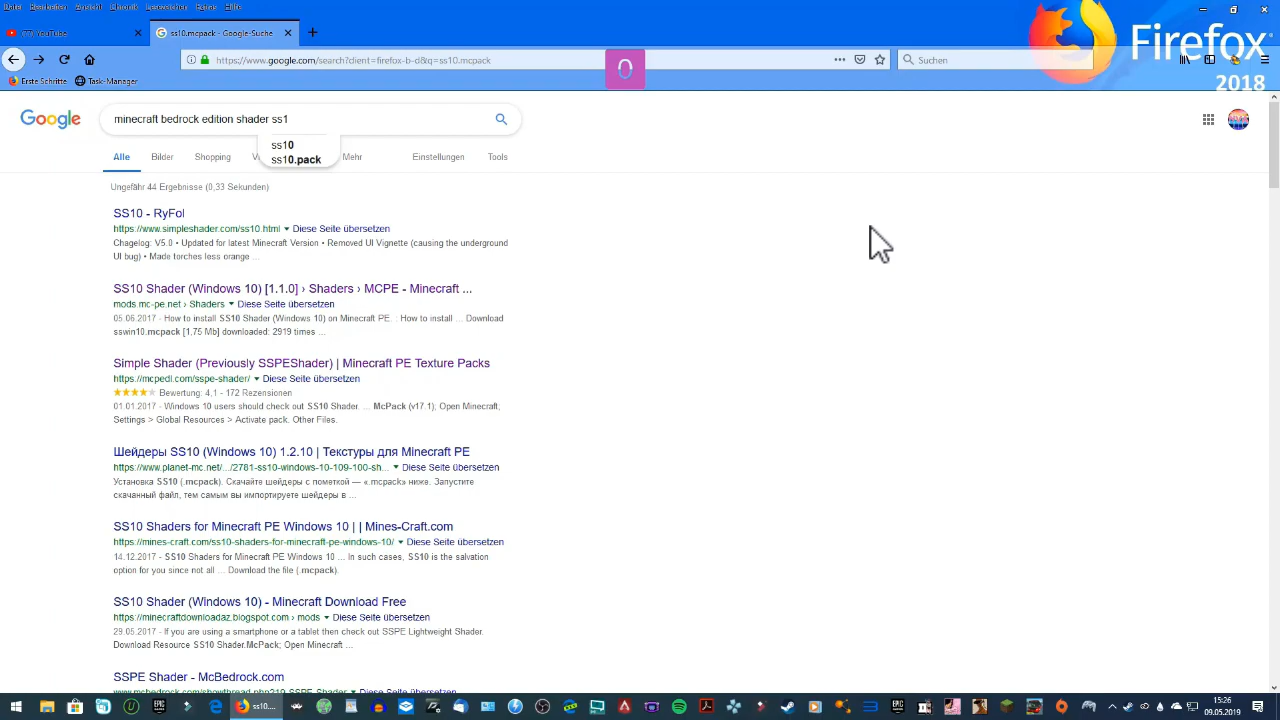 (17) YouTube
ss10.mcpack - Google-Suche
https://www.google.com/search?client=firefox-b-d&q=ss10.mcpack
Suchen
Firefox
2018
Erste Schritte
Task-Manager
0
Google
minecraft bedrock edition shader ss1
ss10
ss10.pack
Alle
Bilder
Shopping
Mehr
Einstellungen
Tools
Ungefähr 44 Ergebnisse (0,33 Sekunden)
SS10 - RyFol
https://www.simpleshader.com/ss10.html
Diese Seite übersetzen
Chagelog: V5.0 • Updated for latest Minecraft Version • Removed UI Vignette (causing the underground
UI bug) • Made torches less orange ...
SS10 Shader (Windows 10) [1.1.0] › Shaders › MCPE - Minecraft ...
mods.mc-pe.net › Shaders
Diese Seite übersetzen
05.06.2017 - How to install SS10 Shader (Windows 10) on Minecraft PE. : How to install ... Download
sswin10.mcpack [1,75 Mb] downloaded: 2919 times ...
Simple Shader (Previously SSPEShader) | Minecraft PE Texture Packs
https://mcpedl.com/sspe-shader/
Diese Seite übersetzen
Bewertung: 4,1 - 172 Rezensionen
01.01.2017 - Windows 10 users should check out SS10 Shader. ... McPack (v17.1); Open Minecraft;
Settings > Global Resources > Activate pack. Other Files.
Шейдеры SS10 (Windows 10) 1.2.10 | Текстуры для Minecraft PE
https://www.planet-mc.net/.../2781-ss10-windows-10-109-100-sh...
Diese Seite übersetzen
Установка SS10 (.mcpack). Скачайте шейдеры с пометкой — «.mcpack» ниже. Запустите
скачанный файл, тем самым вы импортируете шейдеры в ...
SS10 Shaders for Minecraft PE Windows 10 | | Mines-Craft.com
https://mines-craft.com/ss10-shaders-for-minecraft-pe-windows-10/
Diese Seite übersetzen
14.12.2017 - SS10 Shaders for Minecraft PE Windows 10 ... In such cases, SS10 is the salvation
option for you since not all ... Download the file (.mcpack).
SS10 Shader (Windows 10) - Minecraft Download Free
https://minecraftdownloadaz.blogspot.com › mods
Diese Seite übersetzen
29.05.2017 - If you are using a smartphone or a tablet then check out SSPE Lightweight Shader.
Download Resource SS10 Shader.McPack; Open Minecraft ...
SSPE Shader - McBedrock.com
www.mcbedrock.com/showthread.php?219-SSPE-Shader
Diese Seite übersetzen
ss10....
15:26
09.05.2019